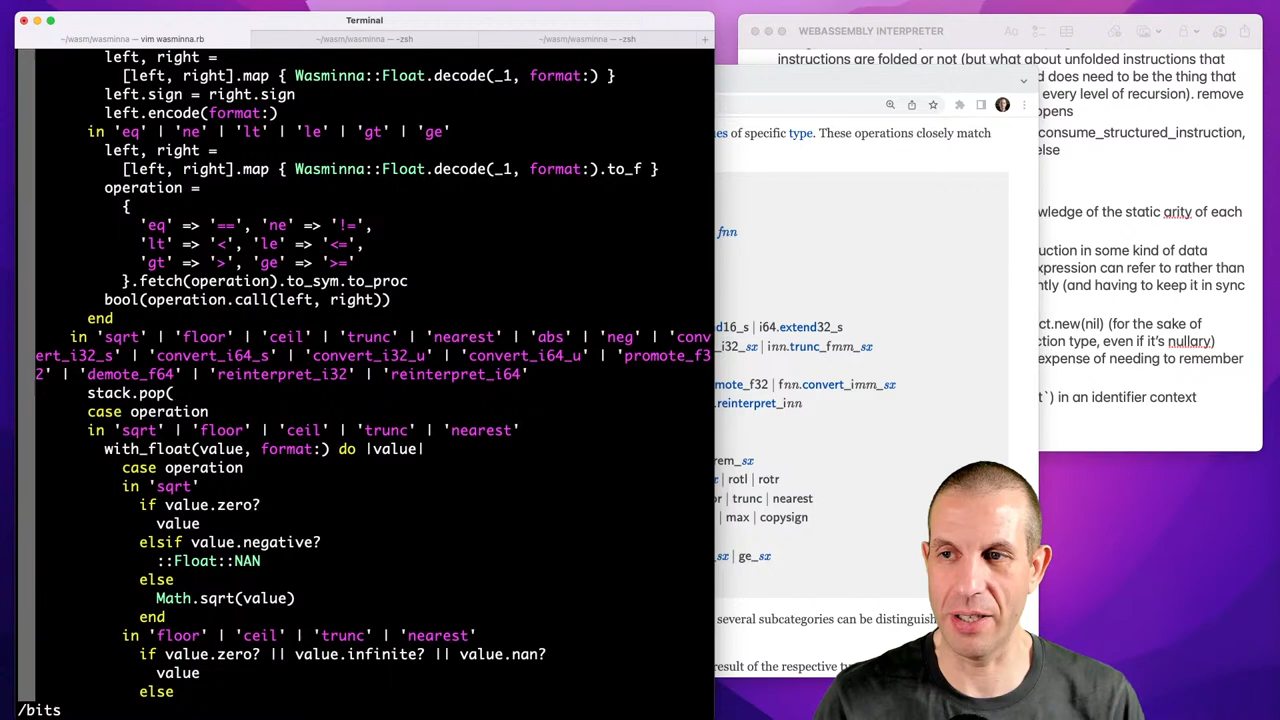 Terminal
~/wasm/wasminna — vim wasminna.rb
~/wasm/wasminna — -zsh
~/wasm/wasminna — -zsh
left, right =
[left, right].map { Wasminna::Float.decode(_1, format:) }
left.sign = right.sign
left.encode(format:)
in 'eq' | 'ne' | 'lt' | 'le' | 'gt' | 'ge'
left, right =
[left, right].map { Wasminna::Float.decode(_1, format:).to_f }
operation =
{
'eq' => '==', 'ne' => '!=',
'lt' => '<', 'le' => '<=',
'gt' => '>', 'ge' => '>='
}.fetch(operation).to_sym.to_proc
bool(operation.call(left, right))
end
in 'sqrt' | 'floor' | 'ceil' | 'trunc' | 'nearest' | 'abs' | 'neg' | 'conv
ert_i32_s' | 'convert_i64_s' | 'convert_i32_u' | 'convert_i64_u' | 'promote_f3
2' | 'demote_f64' | 'reinterpret_i32' | 'reinterpret_i64'
stack.pop(
case operation
in 'sqrt' | 'floor' | 'ceil' | 'trunc' | 'nearest'
with_float(value, format:) do |value|
case operation
in 'sqrt'
if value.zero?
value
elsif value.negative?
::Float::NAN
else
Math.sqrt(value)
end
in 'floor' | 'ceil' | 'trunc' | 'nearest'
if value.zero? || value.infinite? || value.nan?
value
else
/bits
WEBASSEMBLY INTERPRETER
instructions are folded or not (but what about unfolded instructions that
d does need to be the thing that
every level of recursion). remove
opens
consume_structured_instruction,
else
wledge of the static arity of each
uction in some kind of data
expression can refer to rather than
ntly (and having to keep it in sync
ct.new(nil) (for the sake of
ction type, even if it's nullary)
expense of needing to remember
t`) in an identifier context
es of specific type. These operations closely match
fnn
nd16_s | i64.extend32_s
_i32_sx | inn.trunc_fmm_sx
mote_f32 | fnn.convert_imm_sx
.reinterpret_inn
rem_sx
| rotl | rotr
or | trunc | nearest
| max | copysign
_sx | ge_sx
several subcategories can be distinguish
result of the respective ty